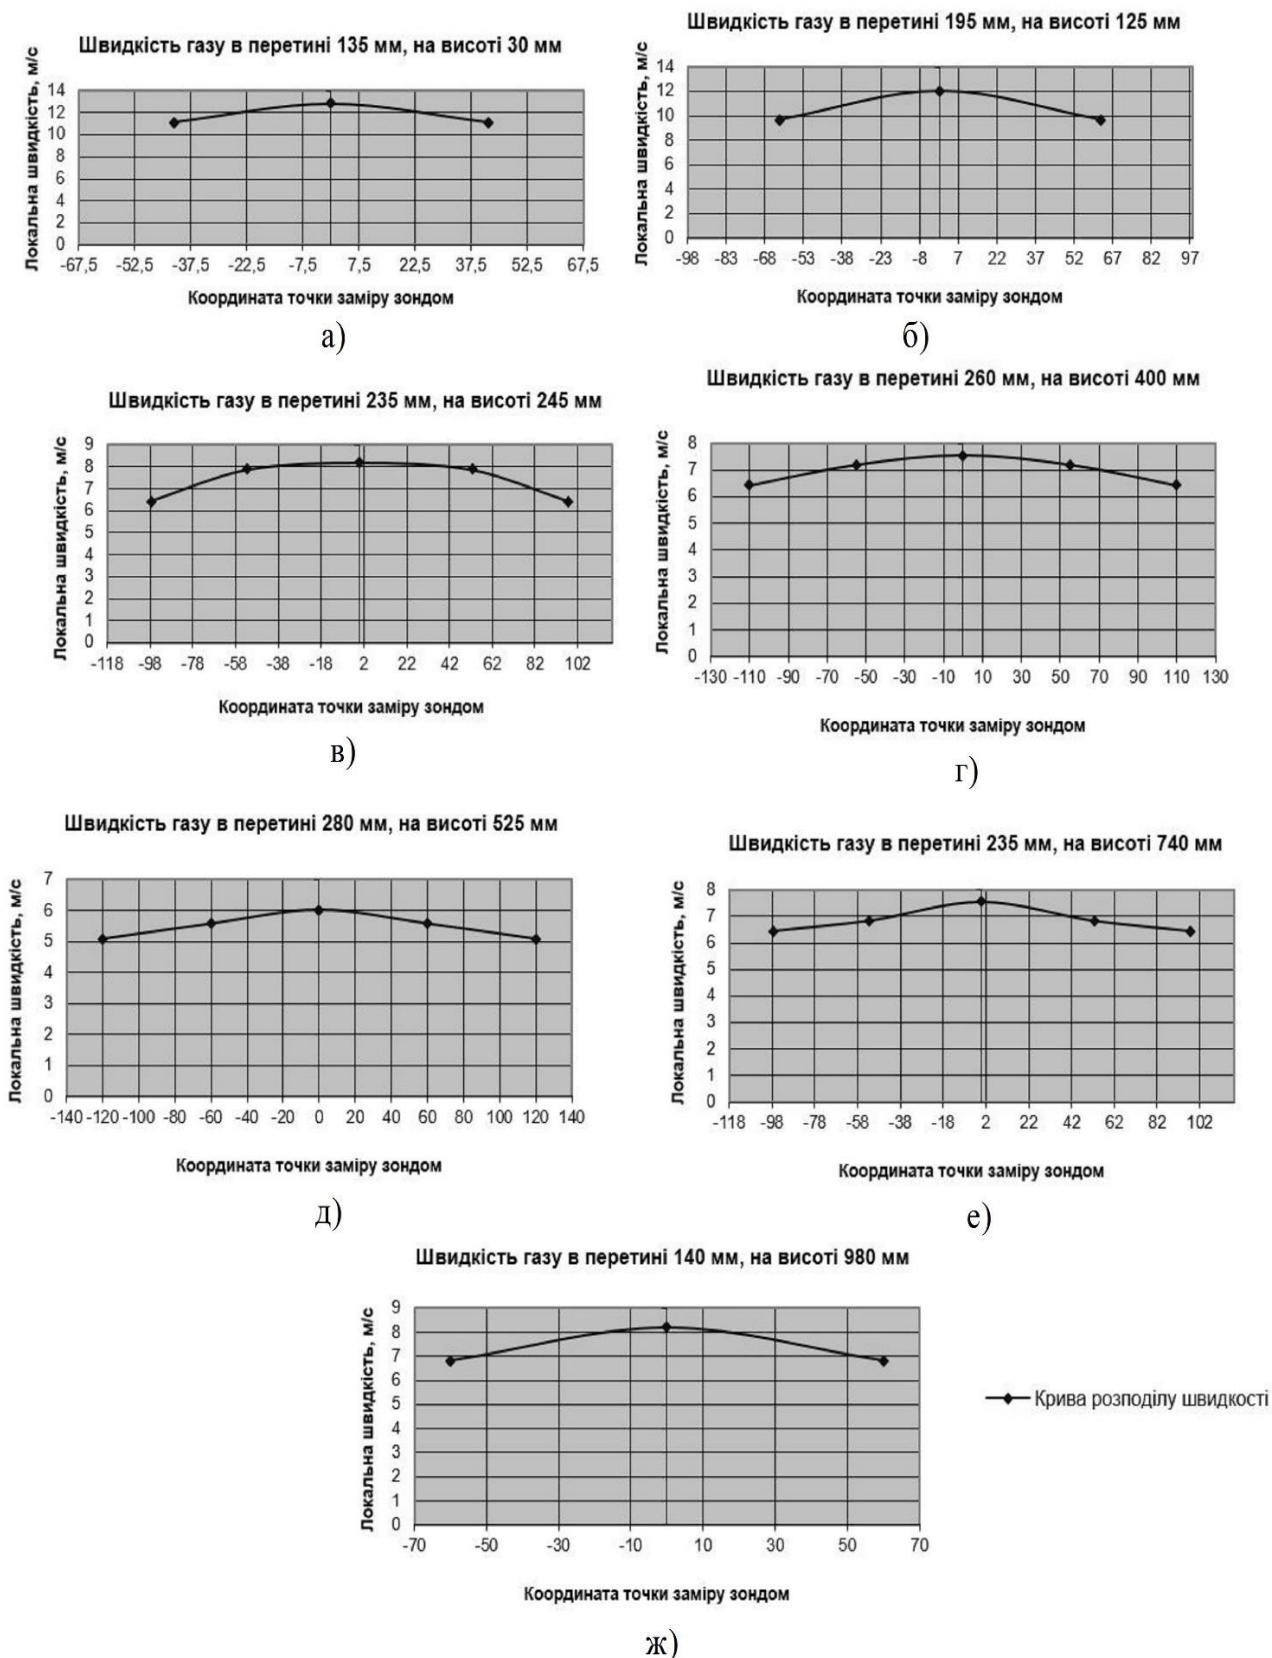 Швидкість газу в перетині 135 мм, на висоті 30 мм
Локальна швидкість, м/с
14
12
10
8
6
4
2
0
-67,5 -52,5 -37,5 -22,5 -7,5 7,5 22,5 37,5 52,5 67,5
Координата точки заміру зондом
а)
Швидкість газу в перетині 195 мм, на висоті 125 мм
Локальна швидкість, м/с
14
12
10
8
6
4
2
0
-98 -83 -68 -53 -38 -23 -8 7 22 37 52 67 82 97
Координата точки заміру зондом
б)
Швидкість газу в перетині 235 мм, на висоті 245 мм
Локальна швидкість, м/с
9
8
7
6
5
4
3
2
1
0
-118 -98 -78 -58 -38 -18 2 22 42 62 82 102
Координата точки заміру зондом
в)
Швидкість газу в перетині 260 мм, на висоті 400 мм
Локальна швидкість, м/с
8
7
6
5
4
3
2
1
0
-130 -110 -90 -70 -50 -30 -10 10 30 50 70 90 110 130
Координата точки заміру зондом
г)
Швидкість газу в перетині 280 мм, на висоті 525 мм
Локальна швидкість, м/с
7
6
5
4
3
2
1
0
-140 -120 -100 -80 -60 -40 -20 0 20 40 60 80 100 120 140
Координата точки заміру зондом
д)
Швидкість газу в перетині 235 мм, на висоті 740 мм
Локальна швидкість, м/с
8
7
6
5
4
3
2
1
0
-118 -98 -78 -58 -38 -18 2 22 42 62 82 102
Координата точки заміру зондом
е)
Швидкість газу в перетині 140 мм, на висоті 980 мм
Локальна швидкість, м/с
9
8
7
6
5
4
3
2
1
0
-70 -50 -30 -10 10 30 50 70
Координата точки заміру зондом
Крива розподілу швидкості
ж)